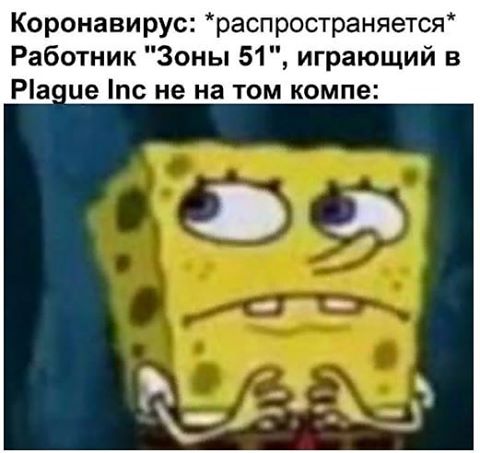 Коронавирус: *распространяется*
Работник "Зоны 51", играющий в
Plague Inc не на том компе: